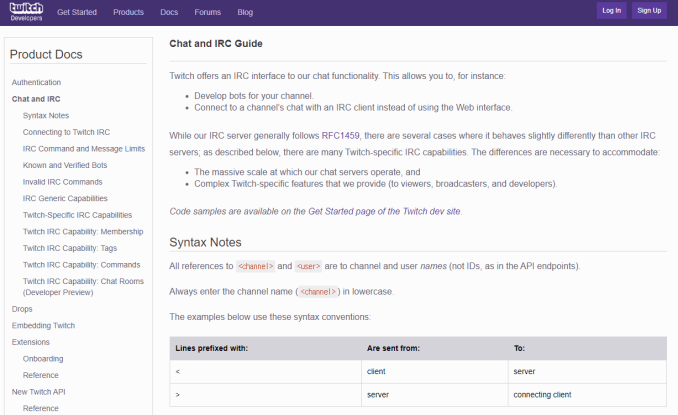 twitch
Developers
Get Started
Products
Docs
Forums
Blog
Log In
Sign Up
Product Docs
Authentication
Chat and IRC
Syntax Notes
Connecting to Twitch IRC
IRC Command and Message Limits
Known and Verified Bots
Invalid IRC Commands
IRC Generic Capabilities
Twitch-Specific IRC Capabilities
Twitch IRC Capability: Membership
Twitch IRC Capability: Tags
Twitch IRC Capability: Commands
Twitch IRC Capability: Chat Rooms
(Developer Preview)
Drops
Embedding Twitch
Extensions
Onboarding
Reference
New Twitch API
Reference
Chat and IRC Guide
Twitch offers an IRC interface to our chat functionality. This allows you to, for instance:
• Develop bots for your channel.
• Connect to a channel's chat with an IRC client instead of using the Web interface.
While our IRC server generally follows RFC1459, there are several cases where it behaves slightly differently than other IRC
servers; as described below, there are many Twitch-specific IRC capabilities. The differences are necessary to accommodate:
• The massive scale at which our chat servers operate, and
• Complex Twitch-specific features that we provide (to viewers, broadcasters, and developers).
Code samples are available on the Get Started page of the Twitch dev site.
Syntax Notes
All references to <channel> and <user> are to channel and user names (not IDs, as in the API endpoints).
Always enter the channel name (<channel>) in lowercase.
The examples below use these syntax conventions:
Lines prefixed with: Are sent from: To:
< client server
> server connecting client